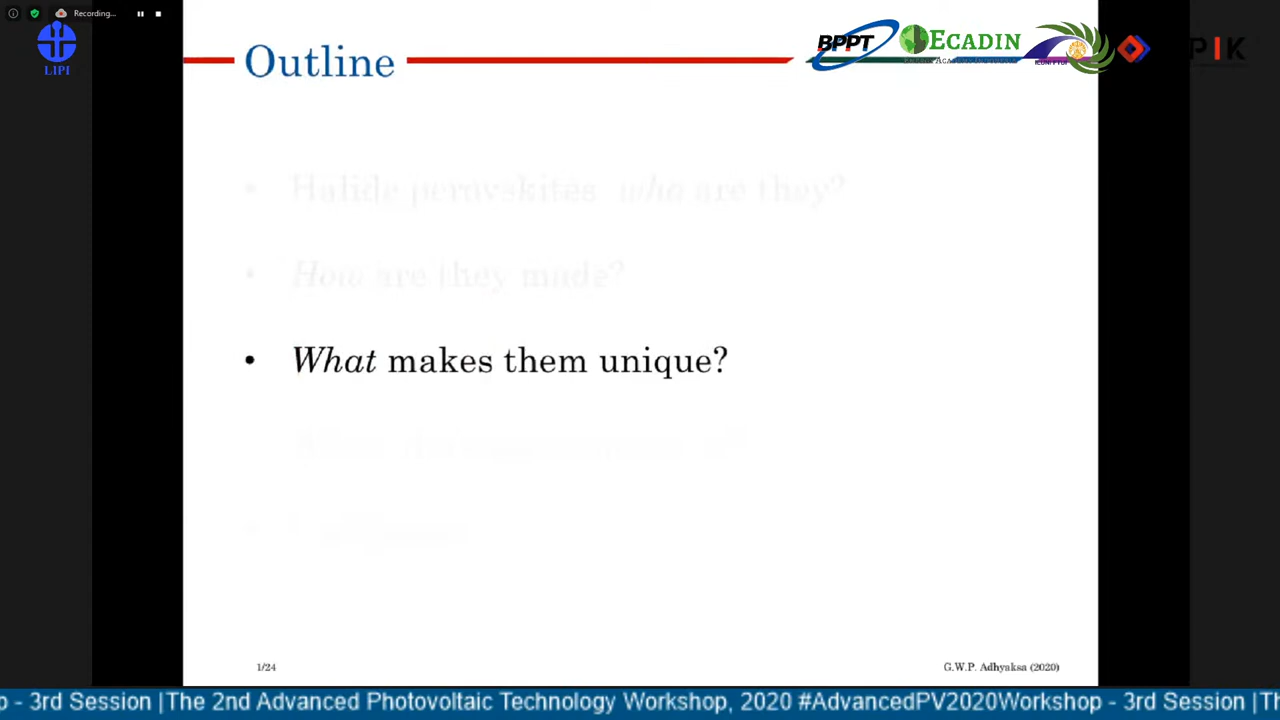 Recording...
LIPI
Outline
BPPT
ECADIN
P I K
• Halide perovskites who are they?
• How are they made?
• What makes them unique?
1/24
G.W.P. Adhyaksa (2020)
p - 3rd Session |The 2nd Advanced Photovoltaic Technology Workshop, 2020 #AdvancedPV2020Workshop - 3rd Session |Th